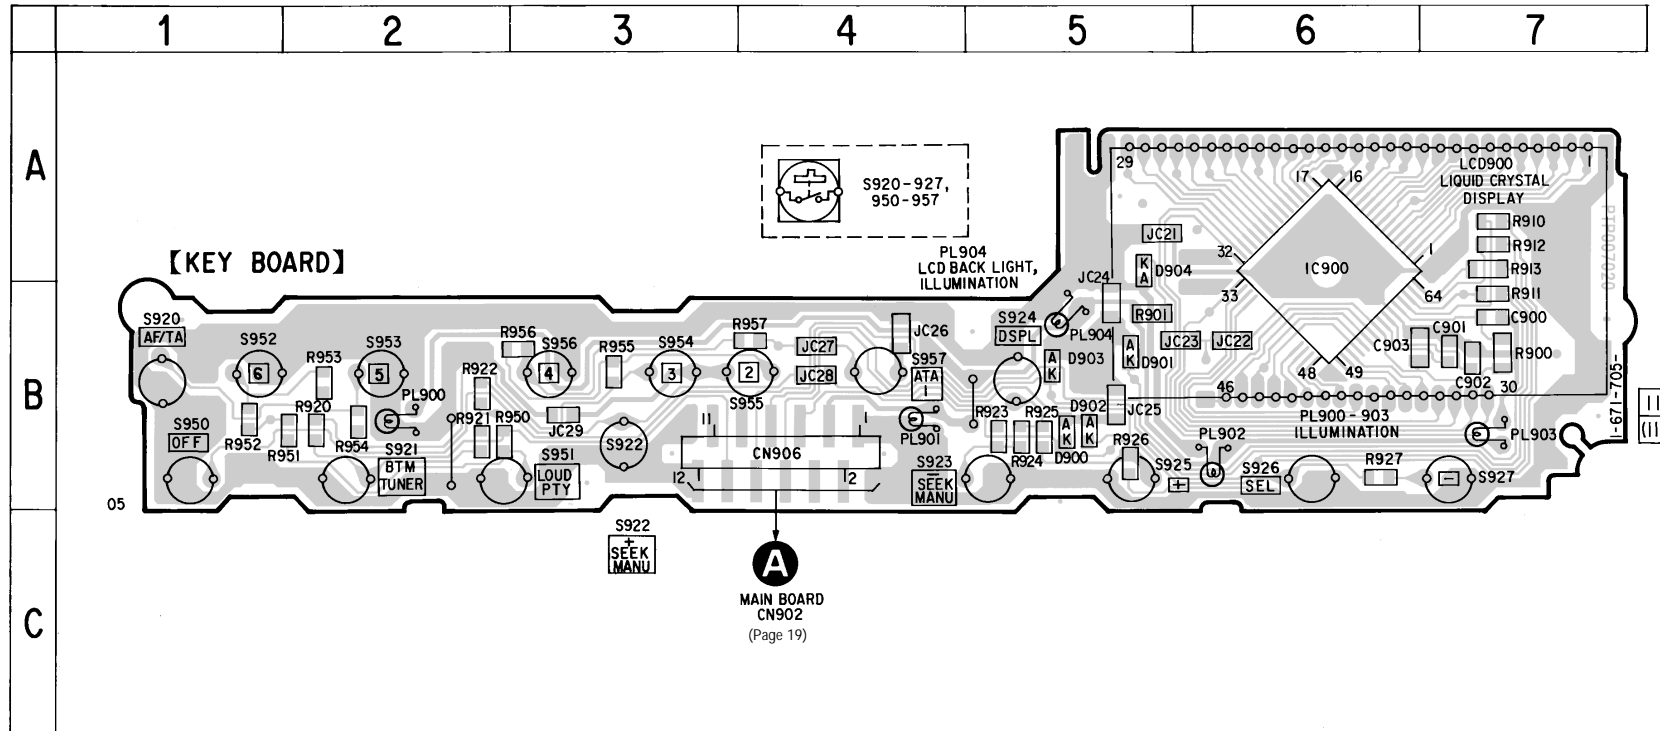 1 2 3 4 5 6 7
A
B
C
【KEY BOARD】
S920-927,
950-957
PL904
LCD BACK LIGHT,
ILLUMINATION
29
1
LCD900
LIQUID CRYSTAL
DISPLAY
17
16
32
33
1
64
48
49
46
30
IC900
R910
R912
R913
R911
C900
R900
C901
C902
C903
JC21
K
A
D904
JC24
R901
JC23
JC22
PL904
A
K
D901
A
K
D903
JC25
S920
AF/TA
S952
6
R953
S953
5
PL900
R922
R956
S956
4
R955
S954
3
R957
2
S955
JC27
JC28
JC26
S957
ATA
S924
DSPL
S950
OFF
R952
R951
R920
R954
S921
BTM
TUNER
R921
R950
JC29
S951
LOUD
PTY
S922
11
1
CN906
12
2
PL901
S923
−
SEEK
MANU
R923
R924
R925
D902
A
K
A
K
D900
R926
S925
+
PL902
S926
SEL
PL900-903
ILLUMINATION
R927
−
S927
PL903
1-671-705-
PTR007020
11
(11
05
S922
+
SEEK
MANU
A
MAIN BOARD
CN902
(Page 19)